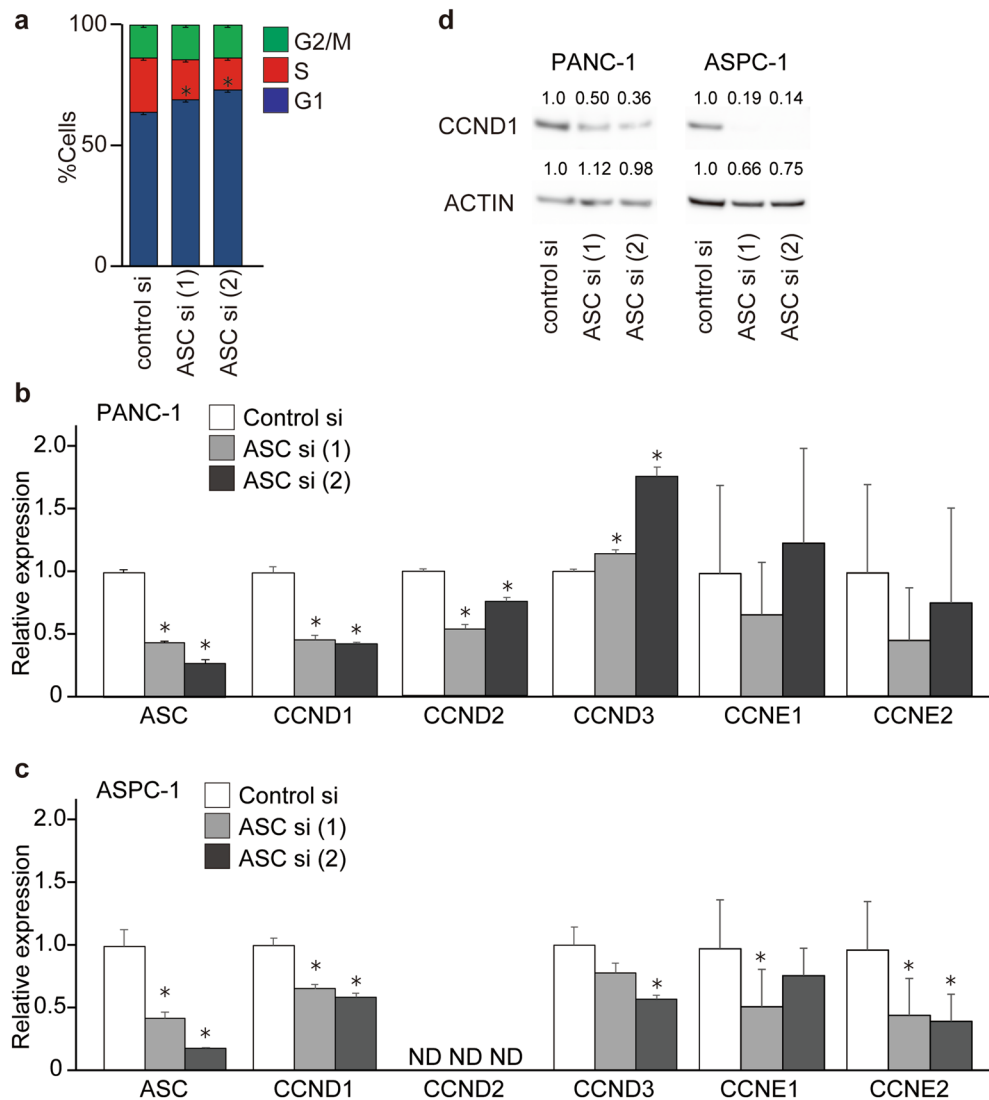 a
100
50
0
%Cells
G2/M
S
G1
*
*
control si
ASC si (1)
ASC si (2)
d
PANC-1
ASPC-1
1.0 0.50 0.36
1.0 0.19 0.14
CCND1
1.0 1.12 0.98
1.0 0.66 0.75
ACTIN
control si
ASC si (1)
ASC si (2)
control si
ASC si (1)
ASC si (2)
b
PANC-1
Control si
ASC si (1)
ASC si (2)
Relative expression
2.0
1.5
1.0
0.5
0
* * * * * * * *
ASC CCND1 CCND2 CCND3 CCNE1 CCNE2
c
ASPC-1
Control si
ASC si (1)
ASC si (2)
Relative expression
2.0
1.5
1.0
0.5
0
* * * * * * * *
ND ND ND
ASC CCND1 CCND2 CCND3 CCNE1 CCNE2